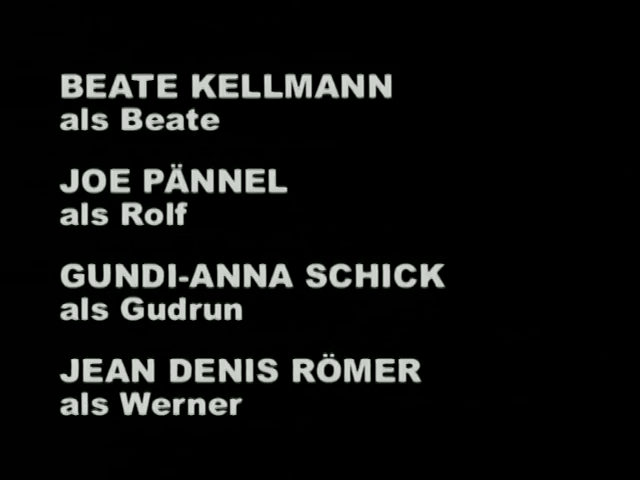 BEATE KELLMANN
als Beate
JOE PÄNNEL
als Rolf
GUNDI-ANNA SCHICK
als Gudrun
JEAN DENIS RÖMER
als Werner